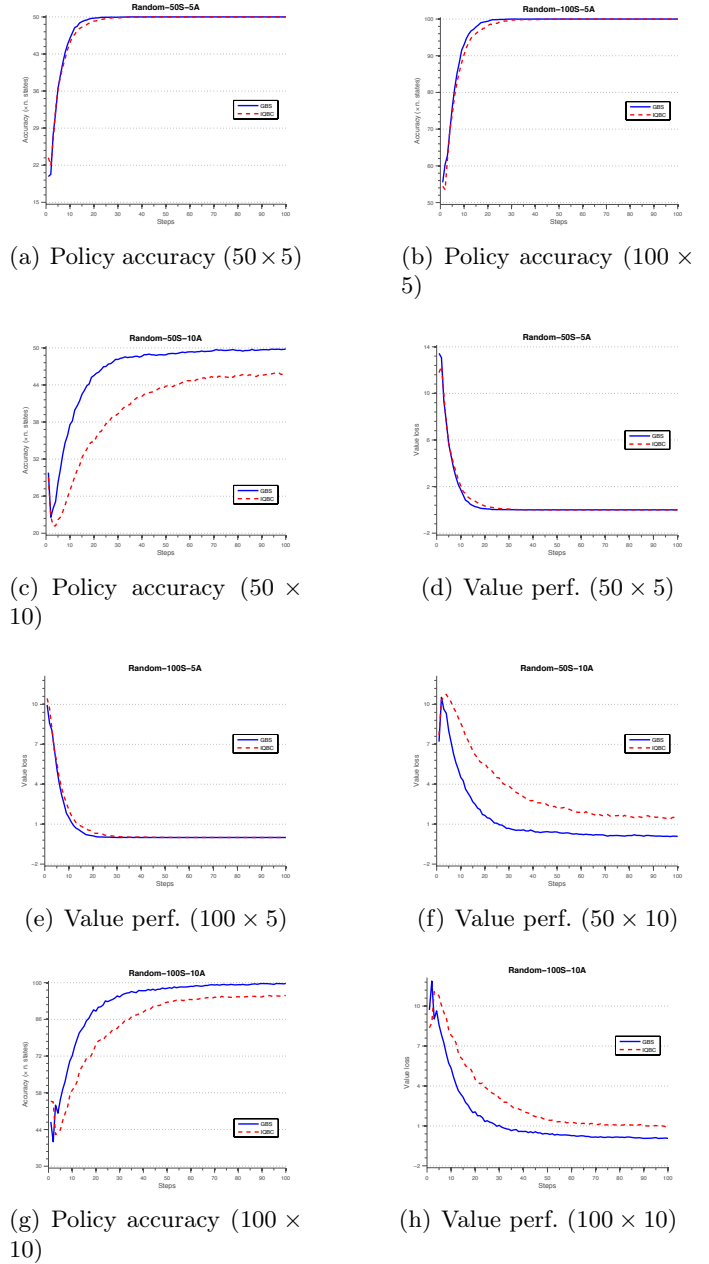 Random-50S-5A
Accuracy (× n. states)
50
43
36
29
22
15
GBS
IQBC
0 10 20 30 40 50 60 70 80 90 100
Steps
(a) Policy accuracy (50 × 5)
Random-100S-5A
Accuracy (× n. states)
100
90
80
70
60
50
GBS
IQBC
0 10 20 30 40 50 60 70 80 90 100
Steps
(b) Policy accuracy (100 ×
5)
Random-50S-10A
Accuracy (× n. states)
50
44
38
32
26
20
GBS
IQBC
0 10 20 30 40 50 60 70 80 90 100
Steps
(c) Policy accuracy (50 ×
10)
Random-50S-5A
Value loss
14
10
6
2
-2
GBS
IQBC
0 10 20 30 40 50 60 70 80 90 100
Steps
(d) Value perf. (50 × 5)
Random-100S-5A
Value loss
10
7
4
1
-2
GBS
IQBC
0 10 20 30 40 50 60 70 80 90 100
Steps
(e) Value perf. (100 × 5)
Random-50S-10A
Value loss
10
7
4
1
-2
GBS
IQBC
0 10 20 30 40 50 60 70 80 90 100
Steps
(f) Value perf. (50 × 10)
Random-100S-10A
Accuracy (× n. states)
100
86
72
58
44
30
GBS
IQBC
0 10 20 30 40 50 60 70 80 90 100
Steps
(g) Policy accuracy (100 ×
10)
Random-100S-10A
Value loss
10
7
4
1
-2
GBS
IQBC
0 10 20 30 40 50 60 70 80 90 100
Steps
(h) Value perf. (100 × 10)